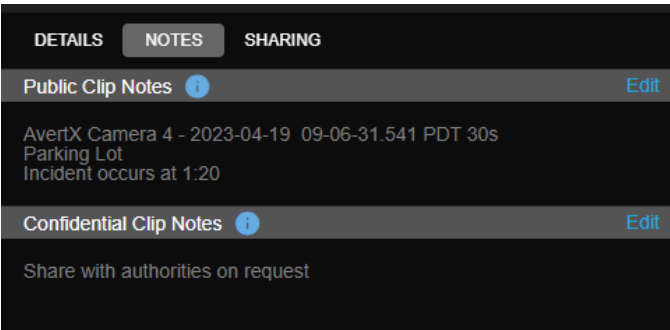 DETAILS NOTES SHARING
Public Clip Notes i Edit
AvertX Camera 4 - 2023-04-19 09-06-31.541 PDT 30s
Parking Lot
Incident occurs at 1:20
Confidential Clip Notes i Edit
Share with authorities on request